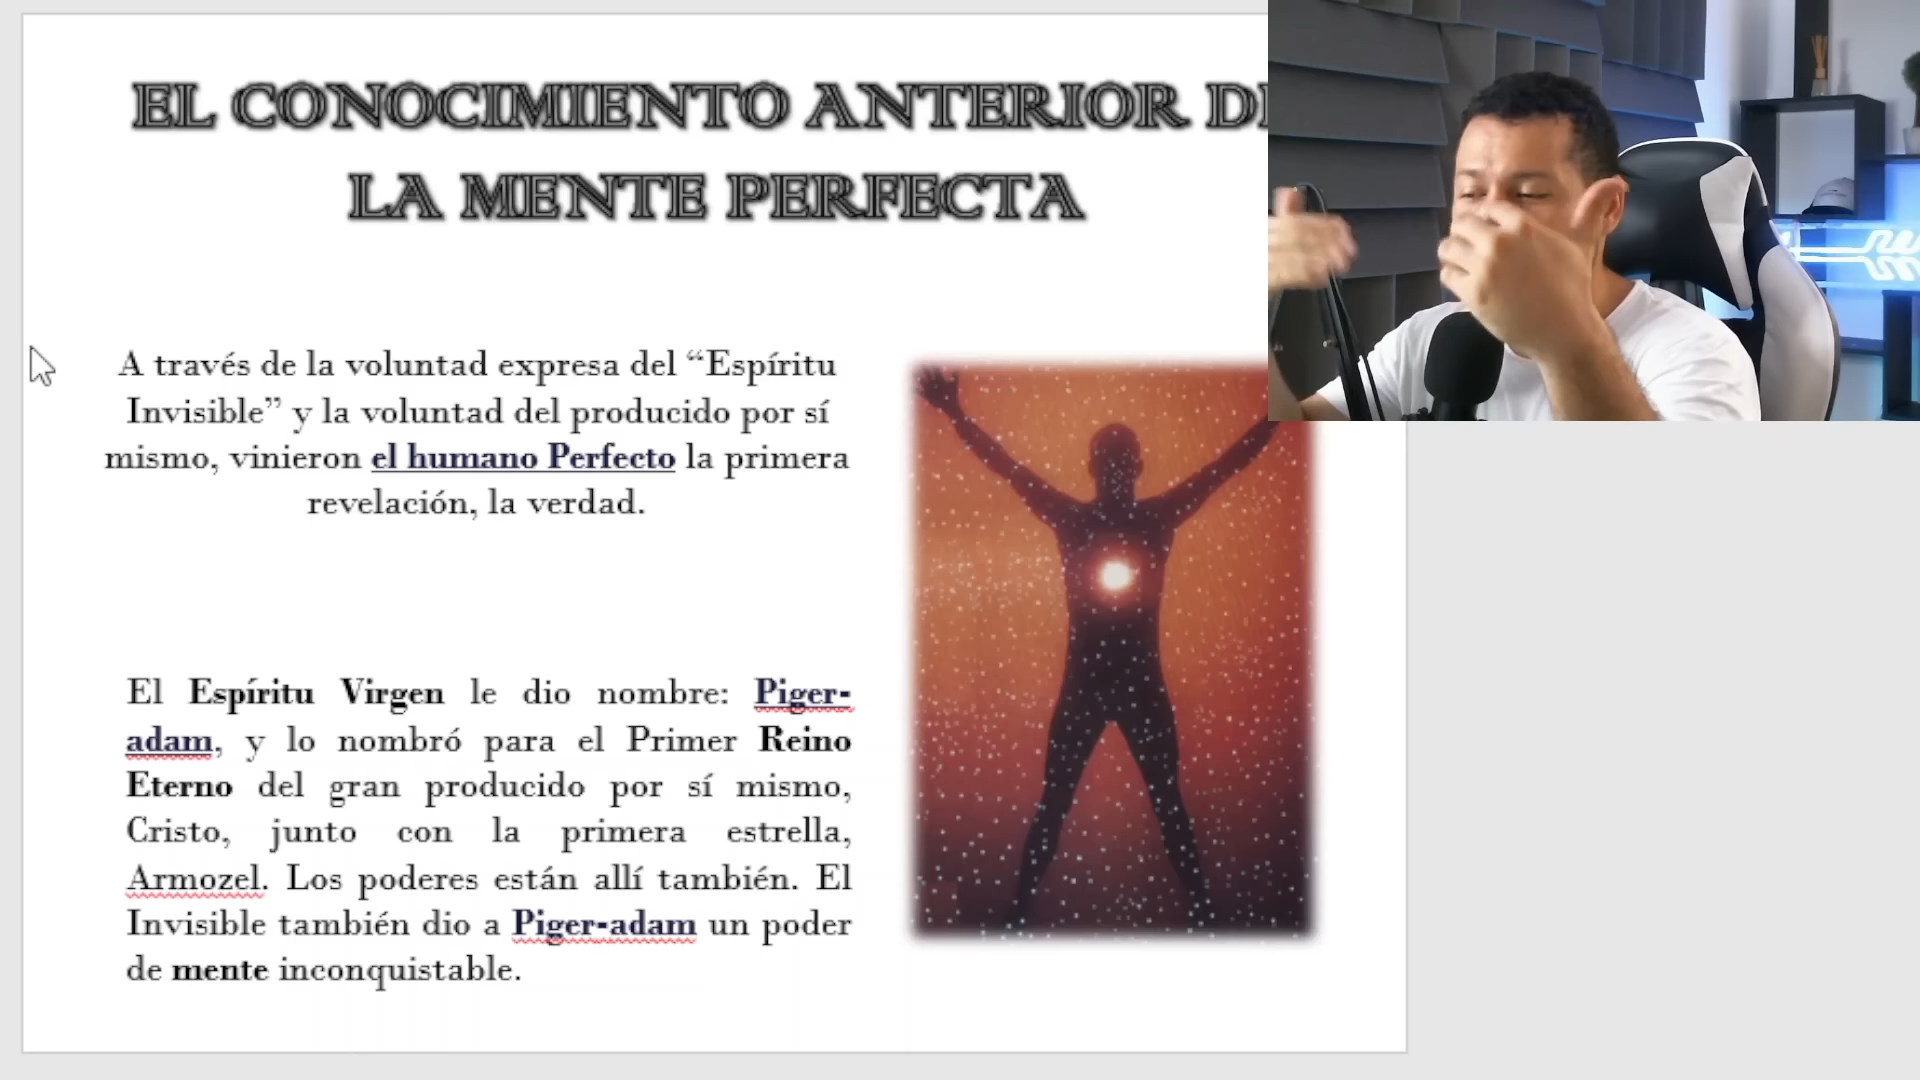 EL CONOCIMIENTO ANTERIOR DE
LA MENTE PERFECTA
A través de la voluntad expresa del “Espíritu
Invisible” y la voluntad del producido por sí
mismo, vinieron el humano Perfecto la primera
revelación, la verdad.
El Espíritu Virgen le dio nombre: Piger-
adam, y lo nombró para el Primer Reino
Eterno del gran producido por sí mismo,
Cristo, junto con la primera estrella,
Armozel. Los poderes están allí también. El
Invisible también dio a Piger-adam un poder
de mente inconquistable.